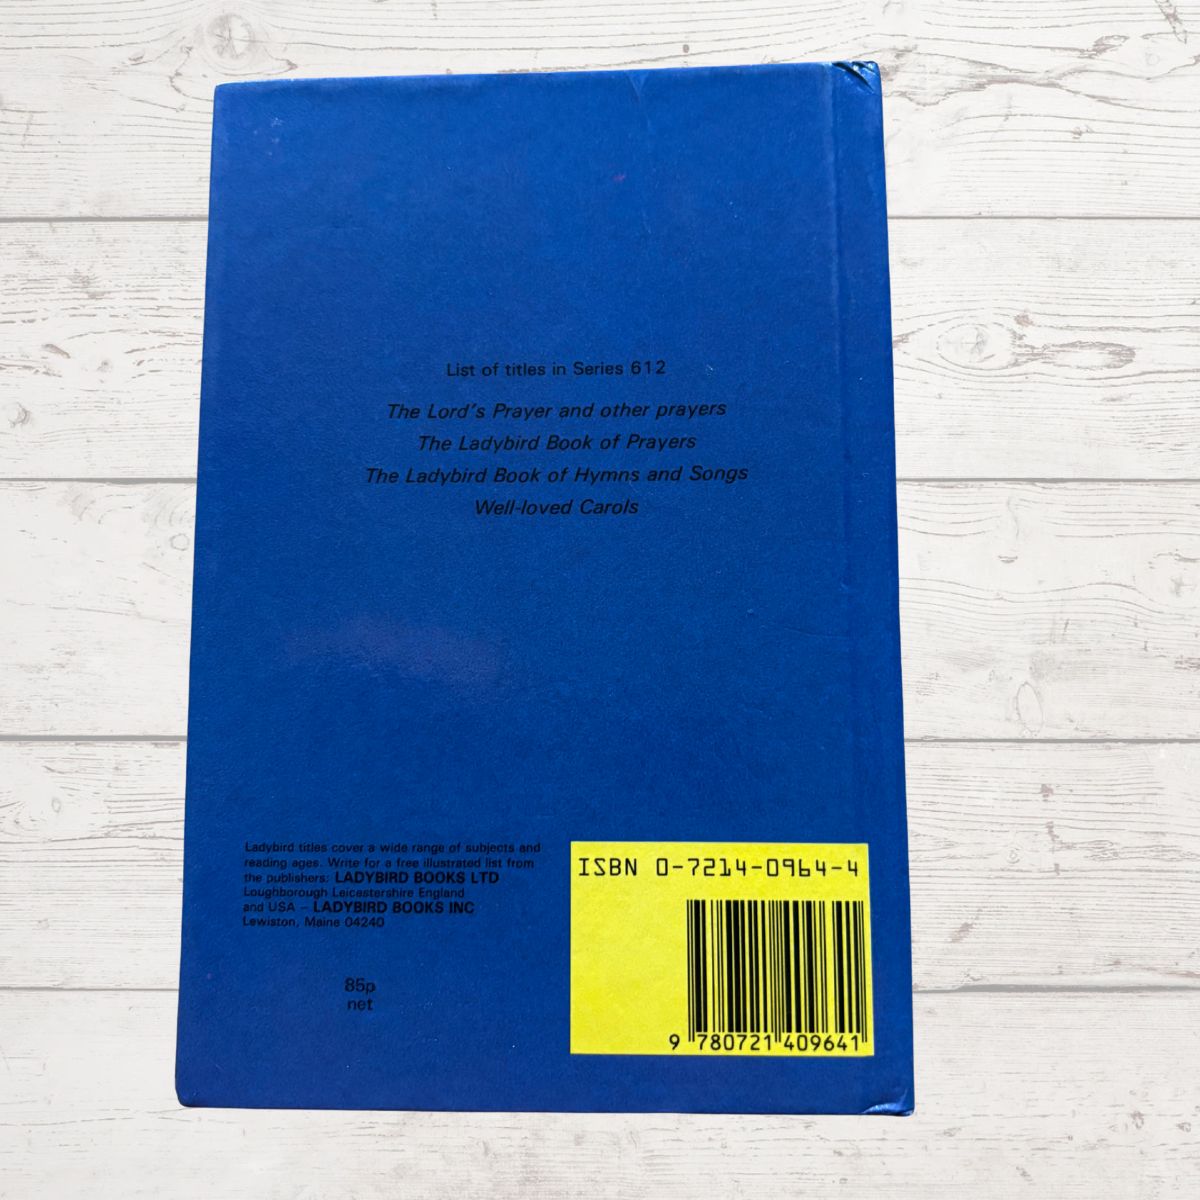 List of titles in Series 612
The Lord's Prayer and other prayers
The Ladybird Book of Prayers
The Ladybird Book of Hymns and Songs
Well-loved Carols
Ladybird titles cover a wide range of subjects and
reading ages. Write for a free illustrated list from
the publishers: LADYBIRD BOOKS LTD
Loughborough Leicestershire England
and USA – LADYBIRD BOOKS INC
Lewiston, Maine 04240
85p
net
ISBN 0-7214-0964-4
9 780721 409641